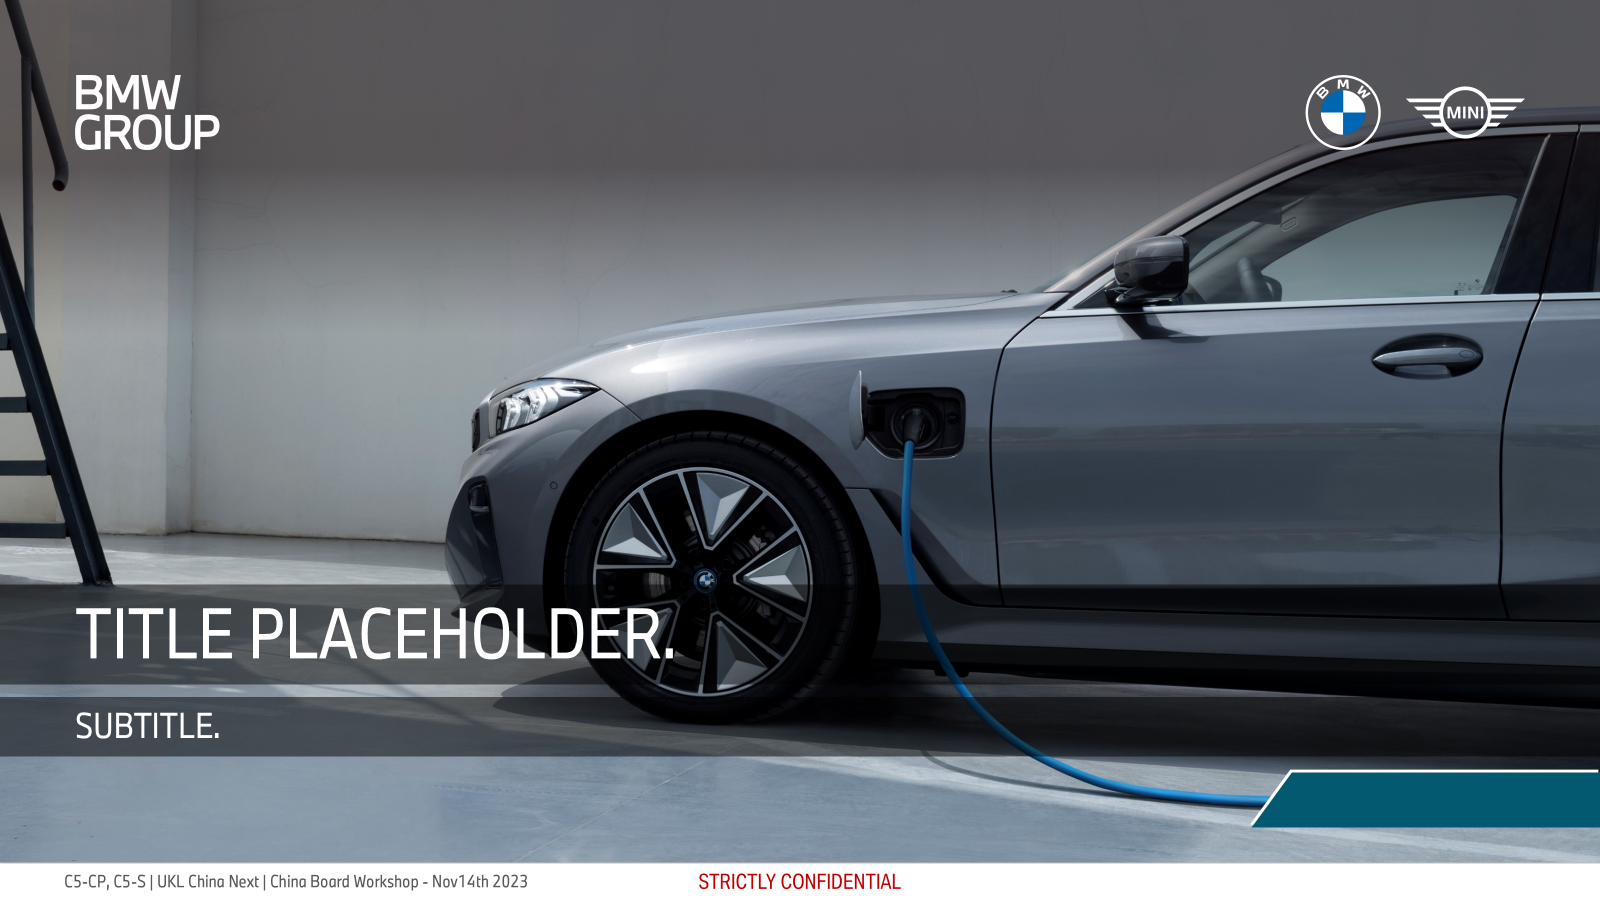 BMW
GROUP
BMW
MINI
TITLE PLACEHOLDER.
SUBTITLE.
C5-CP, C5-S | UKL China Next | China Board Workshop - Nov14th 2023
STRICTLY CONFIDENTIAL